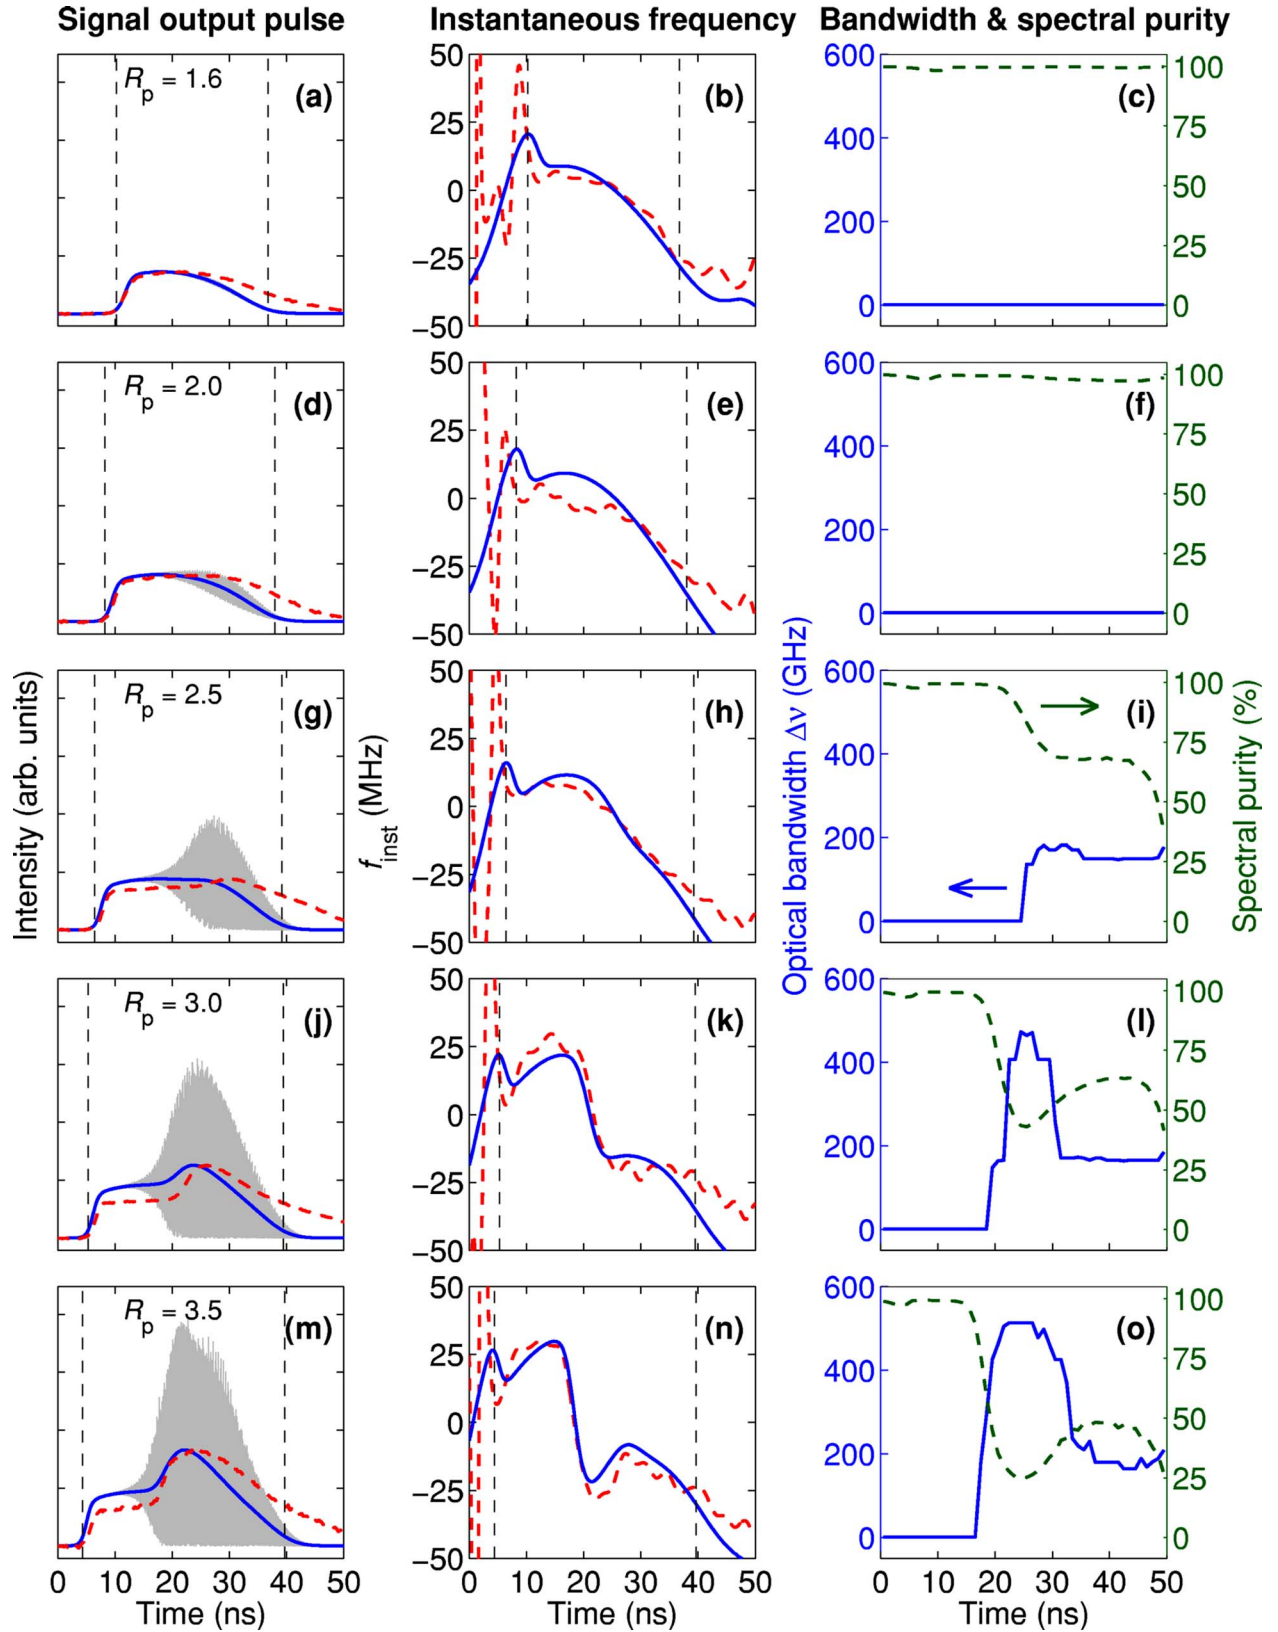 Signal output pulse
Instantaneous frequency
Bandwidth & spectral purity
Rp = 1.6
(a)
50
25
0
−25
−50
(b)
600
400
200
0
(c)
100
75
50
25
0
Rp = 2.0
(d)
50
25
0
−25
−50
(e)
600
400
200
0
(f)
100
75
50
25
0
Intensity (arb. units)
Rp = 2.5
(g)
finst (MHz)
50
25
0
−25
−50
(h)
Optical bandwidth Δν (GHz)
600
400
200
0
(i)
100
75
50
25
0
Spectral purity (%)
Rp = 3.0
(j)
50
25
0
−25
−50
(k)
600
400
200
0
(l)
100
75
50
25
0
Rp = 3.5
(m)
50
25
0
−25
−50
(n)
600
400
200
0
(o)
100
75
50
25
0
0 10 20 30 40 50
0 10 20 30 40 50
0 10 20 30 40 50
Time (ns)
Time (ns)
Time (ns)